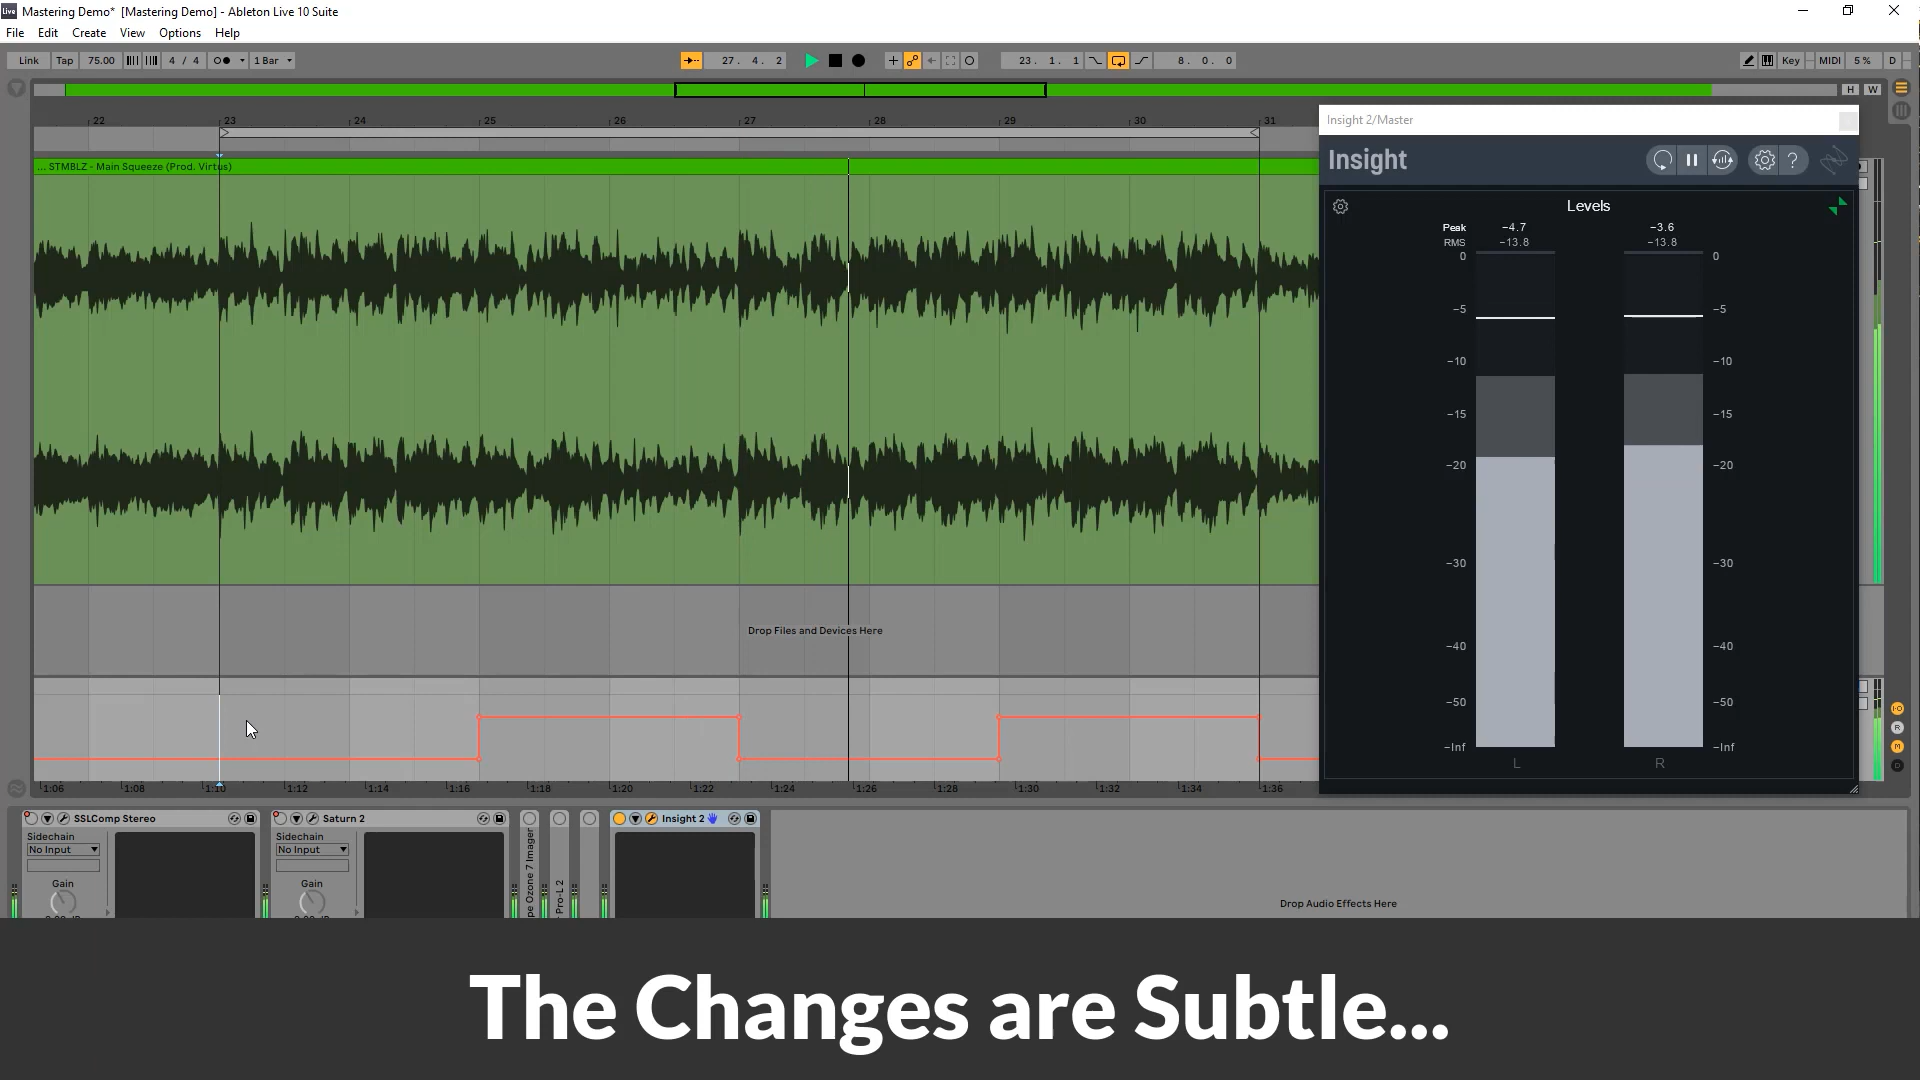 Live Mastering Demo* [Mastering Demo] - Ableton Live 10 Suite
File Edit Create View Options Help
Link Tap 75.00 4 / 4 1 Bar 27. 4. 2 23. 1. 1 8. 0. 0 Key MIDI 5 % D
H W
22 23 24 25 26 27 28 29 30 31
... STMBLZ - Main Squeeze (Prod. Virtus)
Drop Files and Devices Here
1:06 1:08 1:10 1:12 1:14 1:16 1:18 1:20 1:22 1:24 1:26 1:28 1:30 1:32 1:34 1:36
Insight 2/Master
Insight ?
Levels
Peak −4.7 −3.6
RMS −13.8 −13.8
0 0
−5 −5
−10 −10
−15 −15
−20 −20
−30 −30
−40 −40
−50 −50
−Inf −Inf
L R
I·O
R
M
D
SSLComp Stereo
Sidechain
No Input
Gain
Saturn 2
Sidechain
No Input
Gain
pe Ozone 7 Imager
Pro-L 2
Insight 2
Drop Audio Effects Here
The Changes are Subtle...